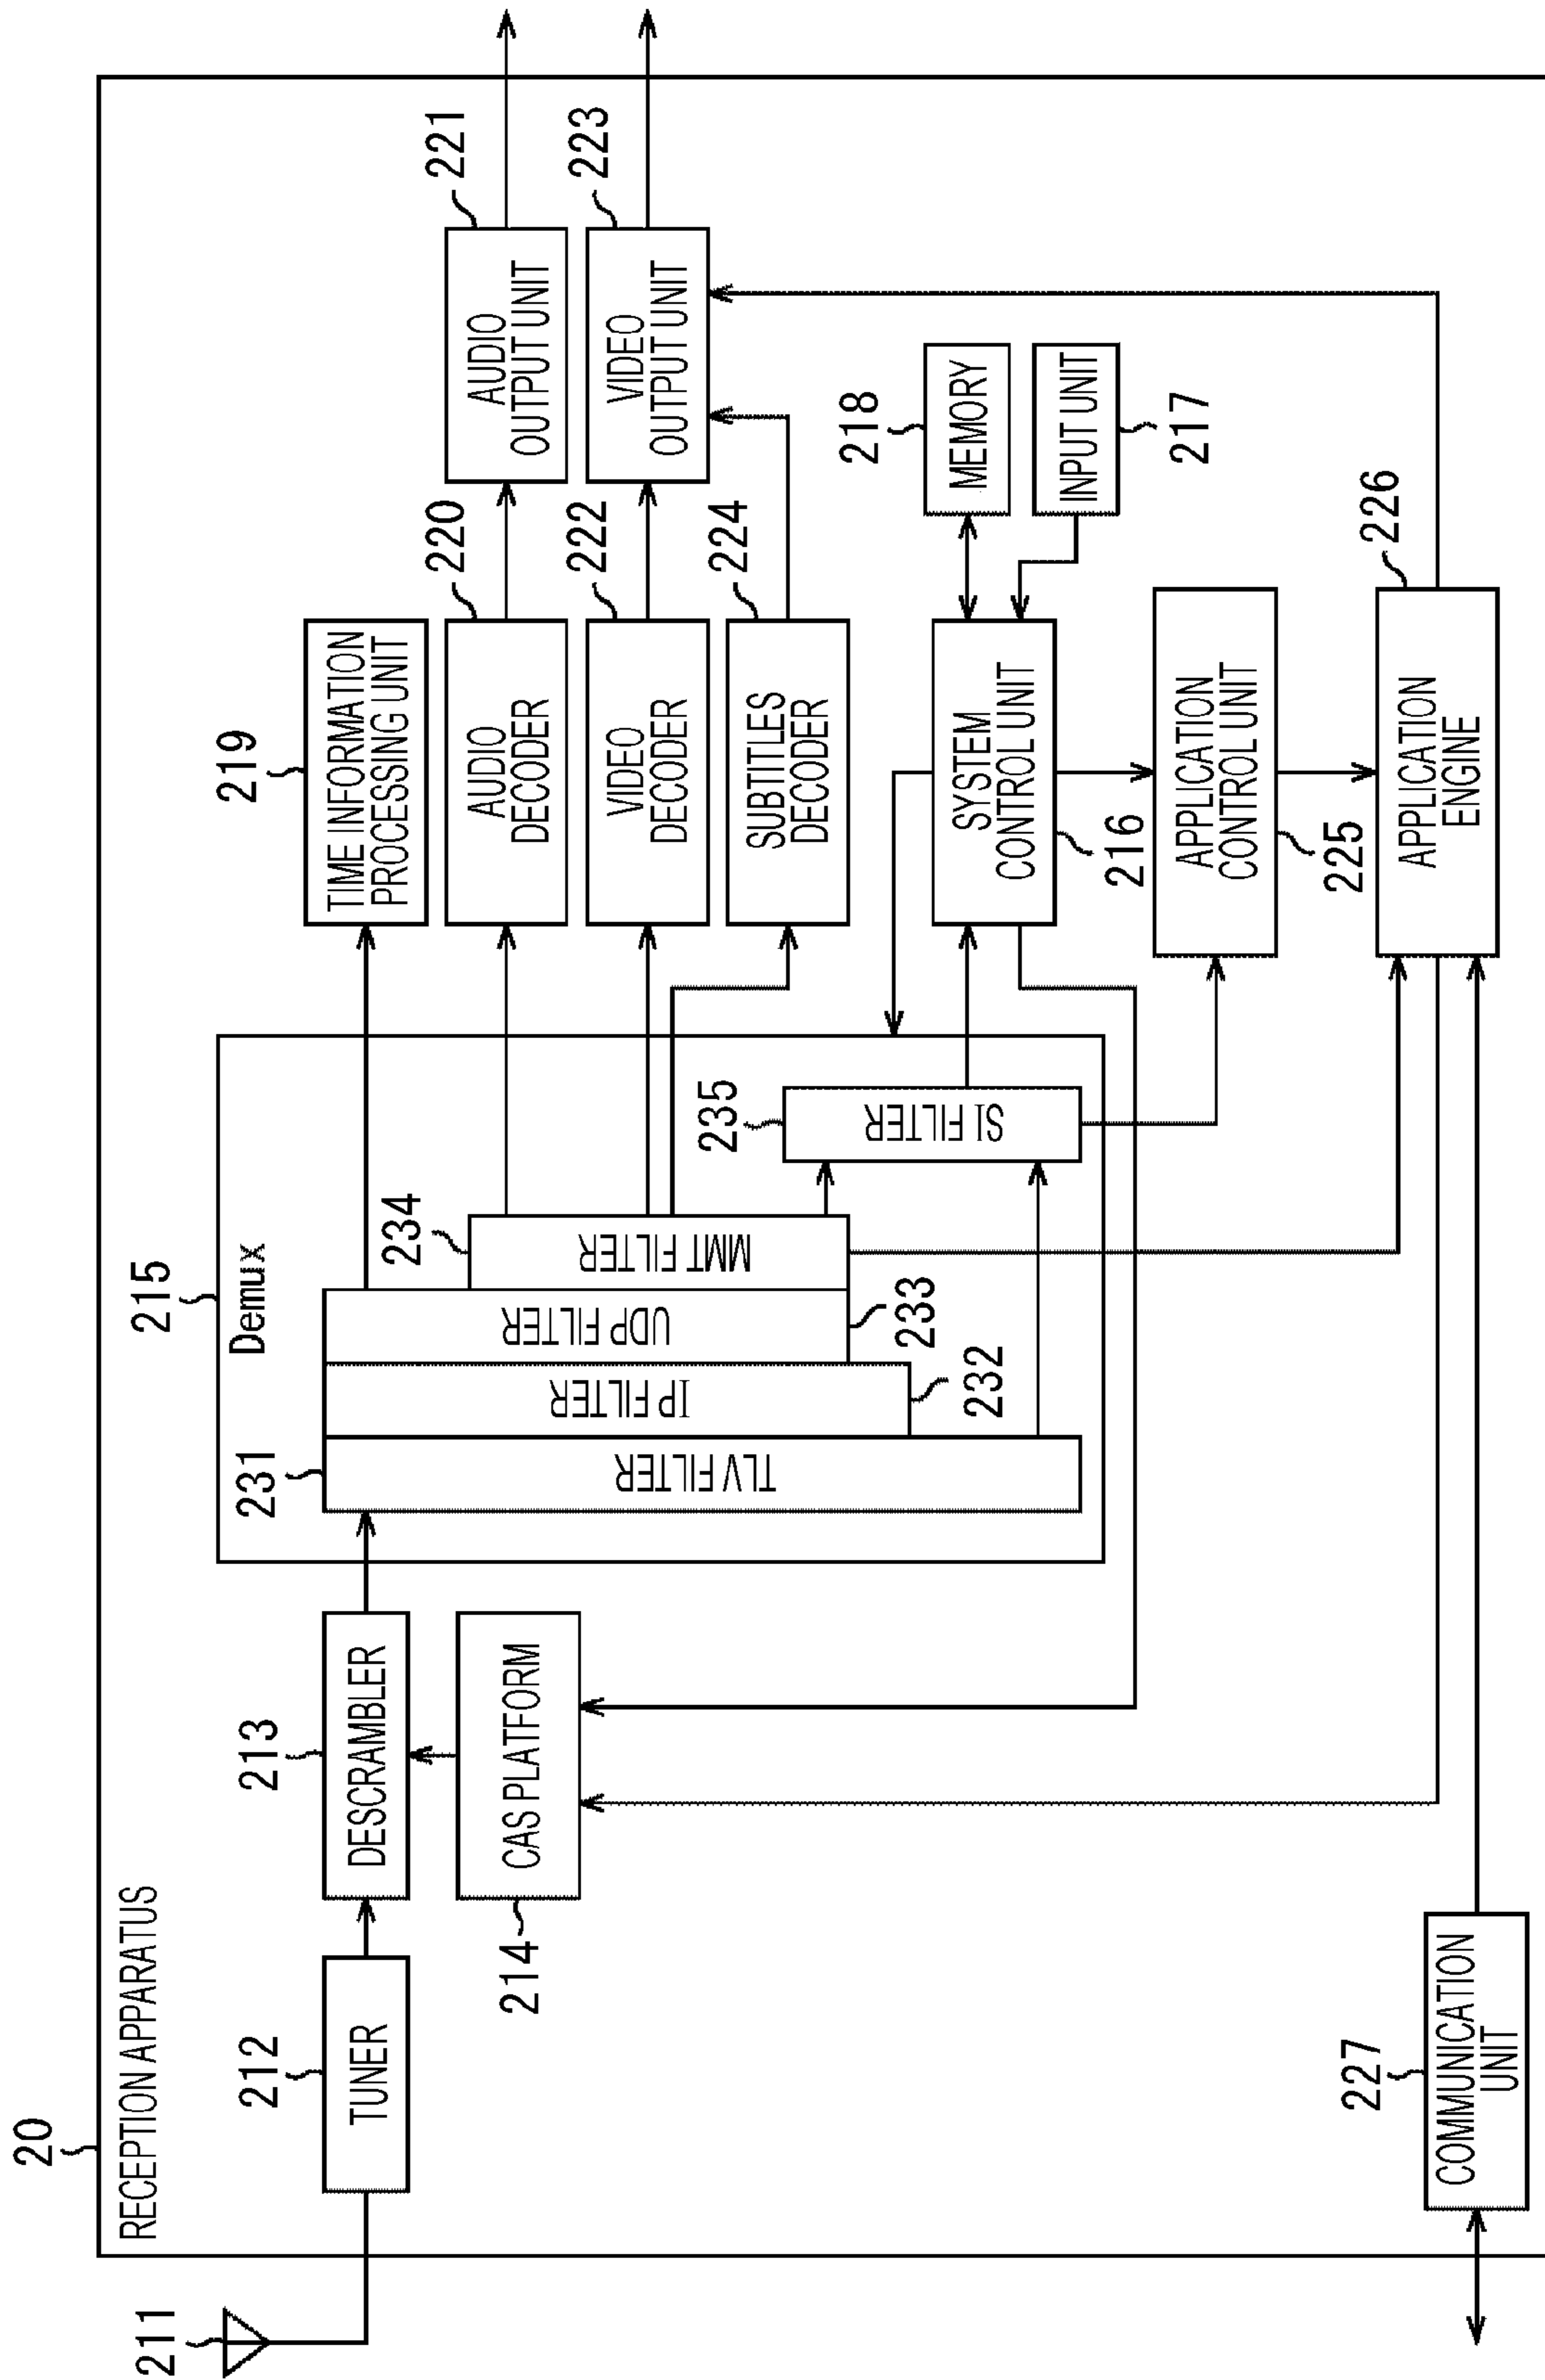 20
RECEPTION APPARATUS
211
212
TUNER
213
DESCRAMBLER
214
CAS PLATFORM
215
Demux
231
TLV FILTER
232
IP FILTER
233
UDP FILTER
234
MMT FILTER
235
SI FILTER
219
TIME INFORMATION
PROCESSING UNIT
220
AUDIO
DECODER
221
AUDIO
OUTPUT UNIT
222
VIDEO
DECODER
223
VIDEO
OUTPUT UNIT
224
SUBTITLES
DECODER
218
MEMORY
INPUT UNIT
217
SYSTEM
CONTROL UNIT
216
APPLICATION
CONTROL UNIT
225
226
APPLICATION
ENGINE
227
COMMUNICATION
UNIT